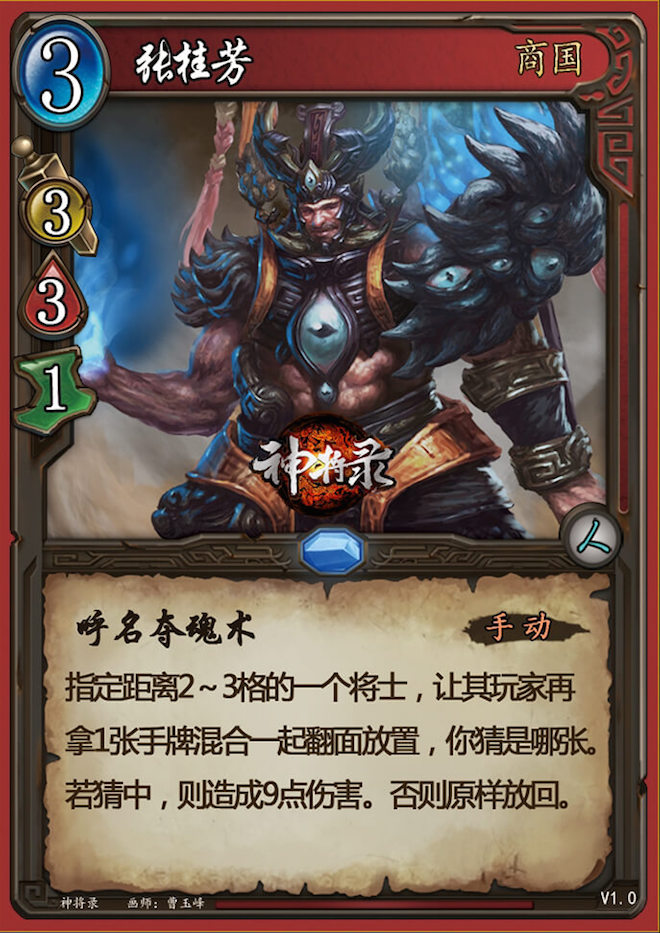 3
张桂芳
商国
3
3
1
神将录
人
呼名夺魂术
手动
指定距离2～3格的一个将士，让其玩家再
拿1张手牌混合一起翻面放置，你猜是哪张。
若猜中，则造成9点伤害。否则原样放回。
神将录 画师：曹玉峰
V1.0